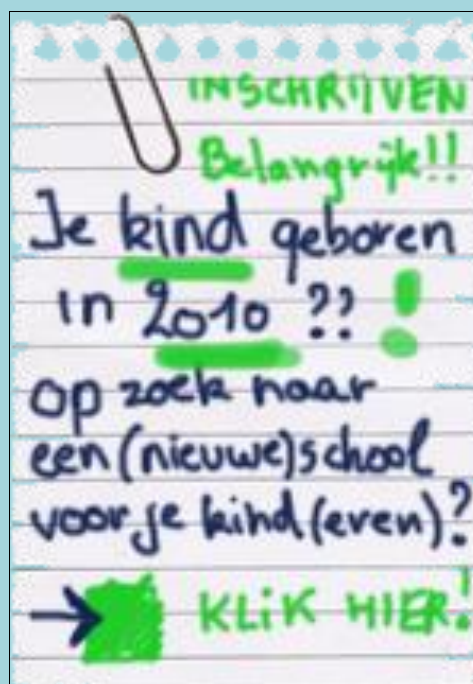 INSCHRIJVEN
Belangrijk!!
Je kind geboren
in 2010 ?? !
op zoek naar
een (nieuwe) school
voor je kind(eren)?
KLIK HIER!